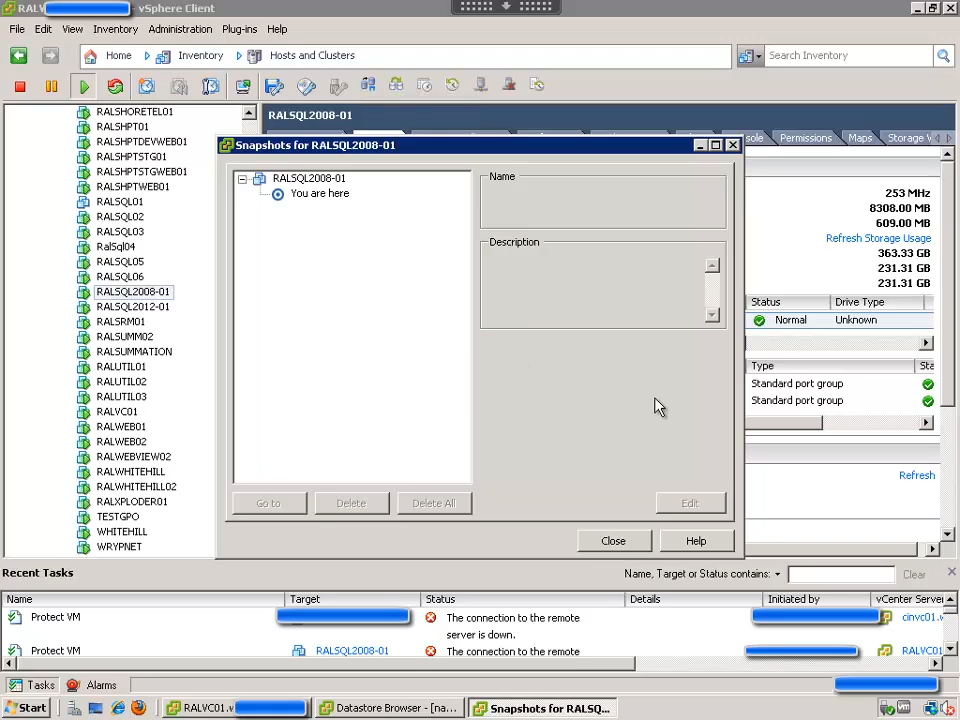 RALV - vSphere Client
File Edit View Inventory Administration Plug-ins Help
Home Inventory Hosts and Clusters Search Inventory
RALSHORETEL01
RALSHPT01
RALSHPTDEVWEB01
RALSHPTSTG01
RALSHPTSTGWEB01
RALSHPTWEB01
RALSQL01
RALSQL02
RALSQL03
RalSql04
RALSQL05
RALSQL06
RALSQL2008-01
RALSQL2012-01
RALSRM01
RALSUMM02
RALSUMMATION
RALUTIL01
RALUTIL02
RALUTIL03
RALVC01
RALWEB01
RALWEB02
RALWEBVIEW02
RALWHITEHILL
RALWHITEHILL02
RALXPLODER01
TESTGPO
WHITEHILL
WRYPNET
RALSQL2008-01
sole Permissions Maps Storage V
Snapshots for RALSQL2008-01
RALSQL2008-01
You are here
Name
Description
Go to Delete Delete All Edit
Close Help
253 MHz
8308.00 MB
609.00 MB
Refresh Storage Usage
363.33 GB
231.31 GB
231.31 GB
Status Drive Type
Normal Unknown
Type Sta
Standard port group
Standard port group
Refresh
Recent Tasks Name, Target or Status contains: Clear
Name Target Status Details Initiated by vCenter Server
Protect VM The connection to the remote server is down. cinvc01.w
Protect VM RALSQL2008-01 The connection to the remote RALVC01
Tasks Alarms
Start RALVC01.v Datastore Browser - [na... Snapshots for RALSQ...